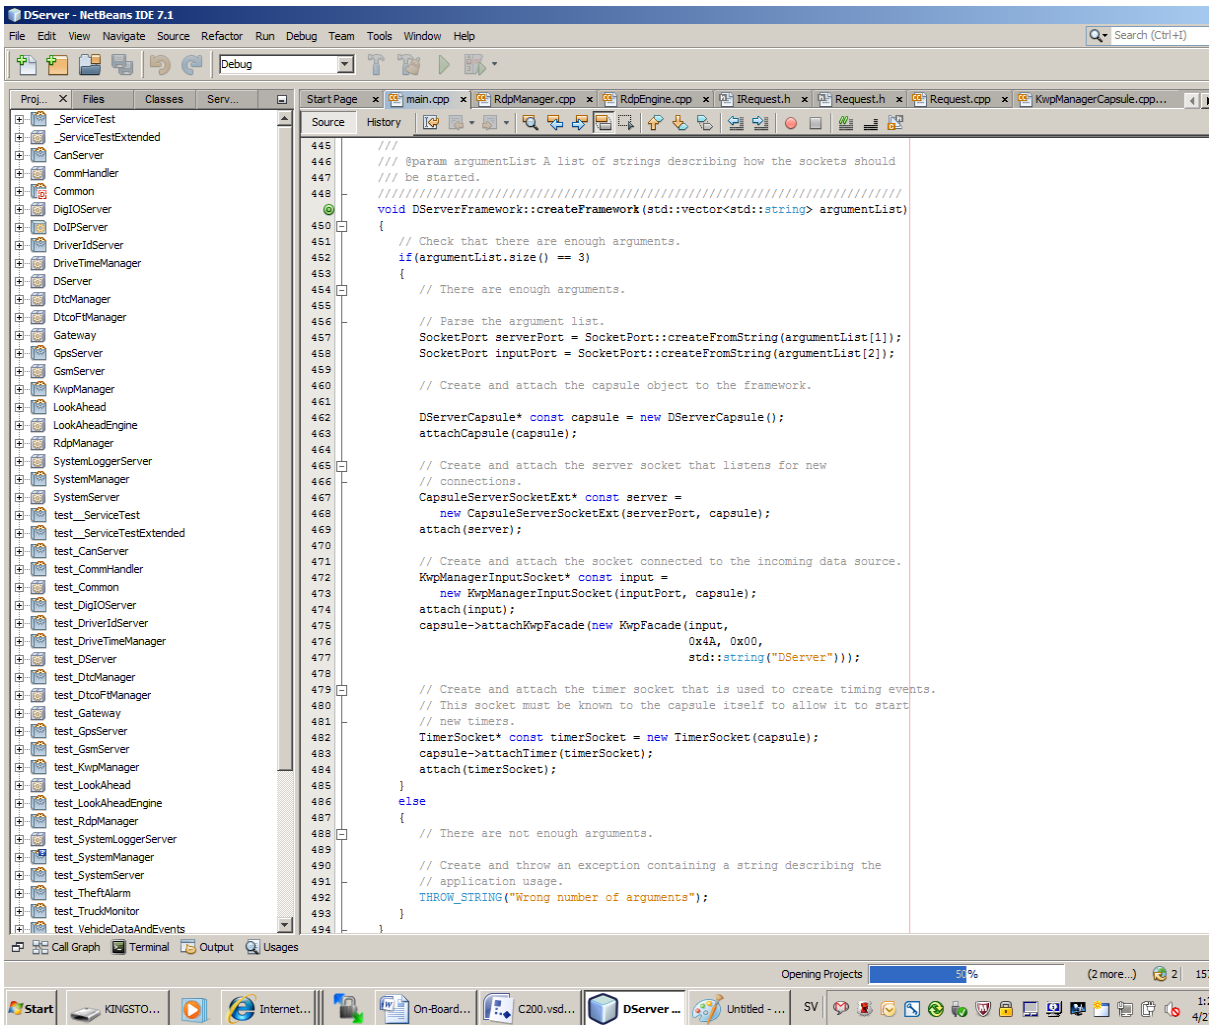 DServer - NetBeans IDE 7.1
File Edit View Navigate Source Refactor Run Debug Team Tools Window Help
Search (Ctrl+I)
Debug
Proj... X Files Classes Serv...
Start Page x main.cpp x RdpManager.cpp x RdpEngine.cpp x IRequest.h x Request.h x Request.cpp x KwpManagerCapsule.cpp...
Source History
_ServiceTest
_ServiceTestExtended
CanServer
CommHandler
Common
DigIOServer
DoIPServer
DriverIdServer
DriveTimeManager
DServer
DtcManager
DtcoFtManager
Gateway
GpsServer
GsmServer
KwpManager
LookAhead
LookAheadEngine
RdpManager
SystemLoggerServer
SystemManager
SystemServer
test__ServiceTest
test__ServiceTestExtended
test_CanServer
test_CommHandler
test_Common
test_DigIOServer
test_DriverIdServer
test_DriveTimeManager
test_DServer
test_DtcManager
test_DtcoFtManager
test_Gateway
test_GpsServer
test_GsmServer
test_KwpManager
test_LookAhead
test_LookAheadEngine
test_RdpManager
test_SystemLoggerServer
test_SystemManager
test_SystemServer
test_TheftAlarm
test_TruckMonitor
test_VehicleDataAndEvents
445 ///
446 /// @param argumentList A list of strings describing how the sockets should
447 /// be started.
448 ////////////////////////////////////////////////////////////////////////////
void DServerFramework::createFramework(std::vector<std::string> argumentList)
450 {
451 // Check that there are enough arguments.
452 if(argumentList.size() == 3)
453 {
454 // There are enough arguments.
455
456 // Parse the argument list.
457 SocketPort serverPort = SocketPort::createFromString(argumentList[1]);
458 SocketPort inputPort = SocketPort::createFromString(argumentList[2]);
459
460 // Create and attach the capsule object to the framework.
461
462 DServerCapsule* const capsule = new DServerCapsule();
463 attachCapsule(capsule);
464
465 // Create and attach the server socket that listens for new
466 // connections.
467 CapsuleServerSocketExt* const server =
468 new CapsuleServerSocketExt(serverPort, capsule);
469 attach(server);
470
471 // Create and attach the socket connected to the incoming data source.
472 KwpManagerInputSocket* const input =
473 new KwpManagerInputSocket(inputPort, capsule);
474 attach(input);
475 capsule->attachKwpFacade(new KwpFacade(input,
476 0x4A, 0x00,
477 std::string("DServer")));
478
479 // Create and attach the timer socket that is used to create timing events.
480 // This socket must be known to the capsule itself to allow it to start
481 // new timers.
482 TimerSocket* const timerSocket = new TimerSocket(capsule);
483 capsule->attachTimer(timerSocket);
484 attach(timerSocket);
485 }
486 else
487 {
488 // There are not enough arguments.
489
490 // Create and throw an exception containing a string describing the
491 // application usage.
492 THROW_STRING("Wrong number of arguments");
493 }
494 }
Call Graph Terminal Output Usages
Opening Projects 50% (2 more...) 2 15
Start KINGSTO... Internet... On-Board... C200.vsd... DServer ... Untitled - ... SV 1:
4/2